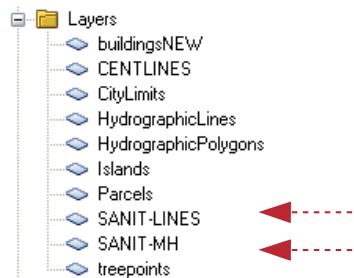 Layers
buildingsNEW
CENTLINES
CityLimits
HydrographicLines
HydrographicPolygons
Islands
Parcels
SANIT-LINES
SANIT-MH
treepoints